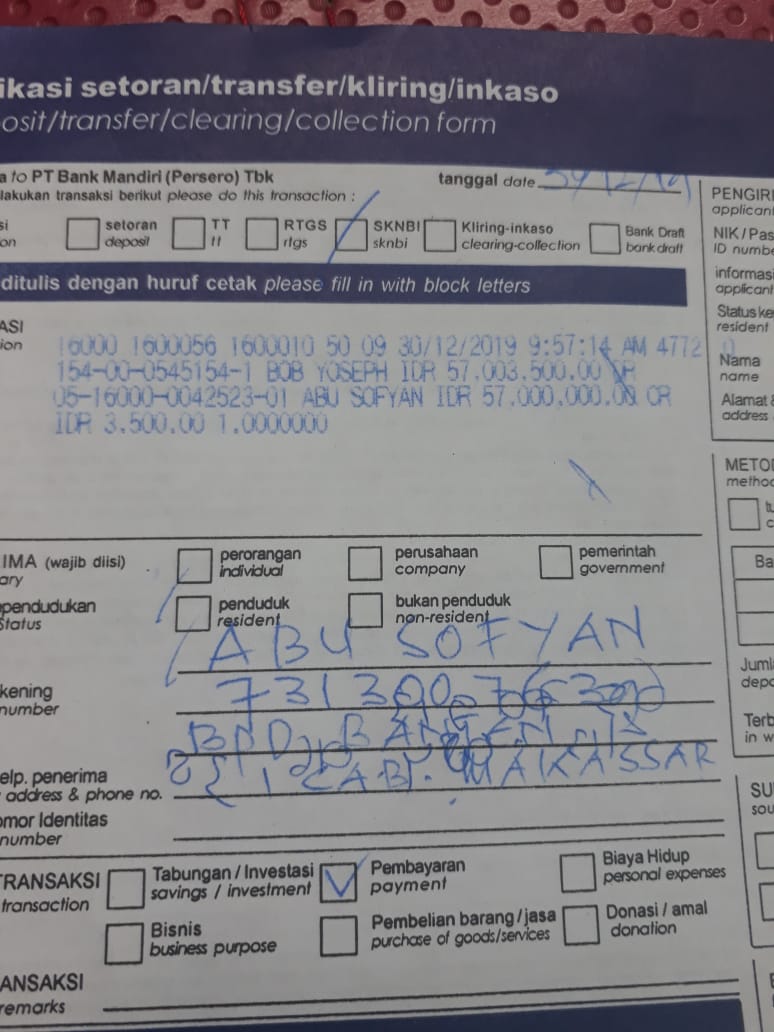 ikasi setoran/transfer/kliring/inkaso
osit/transfer/clearing/collection form
a to PT Bank Mandiri (Persero) Tbk
tanggal date
lakukan transaksi berikut please do this transaction :
si
on
setoran
deposit
TT
tt
RTGS
rtgs
SKNBI
sknbi
Kliring-inkaso
clearing-collection
Bank Draft
bank draft
ditulis dengan huruf cetak please fill in with block letters
ASI
ion
16000 1600056 1600010 50 09 30/12/2019 9:57:14 AM 4772
154-00-0545154-1 BOB YOSEPH IDR 57,003,500.00
05-16000-0042523-01 ABU SOFYAN IDR 57,000,000.00 CR
IDR 3,500.00 1.0000000
IMA (wajib diisi)
ary
perorangan
individual
perusahaan
company
pemerintah
government
pendudukan
Status
penduduk
resident
bukan penduduk
non-resident
ABU SOFYAN
kening
number
BPD
CAB. MAKASSAR
elp. penerima
address & phone no.
omor Identitas
number
TRANSAKSI
transaction
Tabungan / Investasi
savings / investment
Pembayaran
payment
Biaya Hidup
personal expenses
Bisnis
business purpose
Pembelian barang / jasa
purchase of goods/services
Donasi / amal
donation
ANSAKSI
remarks
PENGIRI
applican
NIK / Pas
ID numbe
informas
applicant
Status ke
resident
Nama
name
Alamat &
address
METO
metho
Ba
Juml
depo
Terb
in w
SU
sou